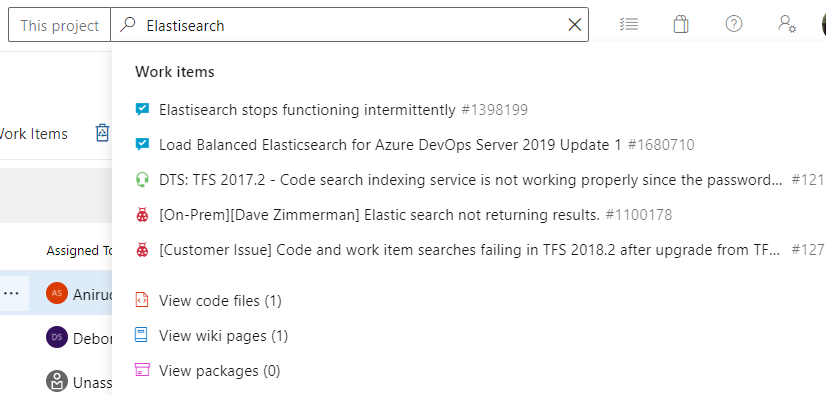 This project Elastisearch
Work items
Elastisearch stops functioning intermittently #1398199
Work Items
Load Balanced Elasticsearch for Azure DevOps Server 2019 Update 1 #1680710
DTS: TFS 2017.2 - Code search indexing service is not working properly since the password... #121
[On-Prem][Dave Zimmerman] Elastic search not returning results. #1100178
Assigned To
[Customer Issue] Code and work item searches failing in TFS 2018.2 after upgrade from TF... #127
... AS Anirud
View code files (1)
DS Debor
View wiki pages (1)
Unass
View packages (0)